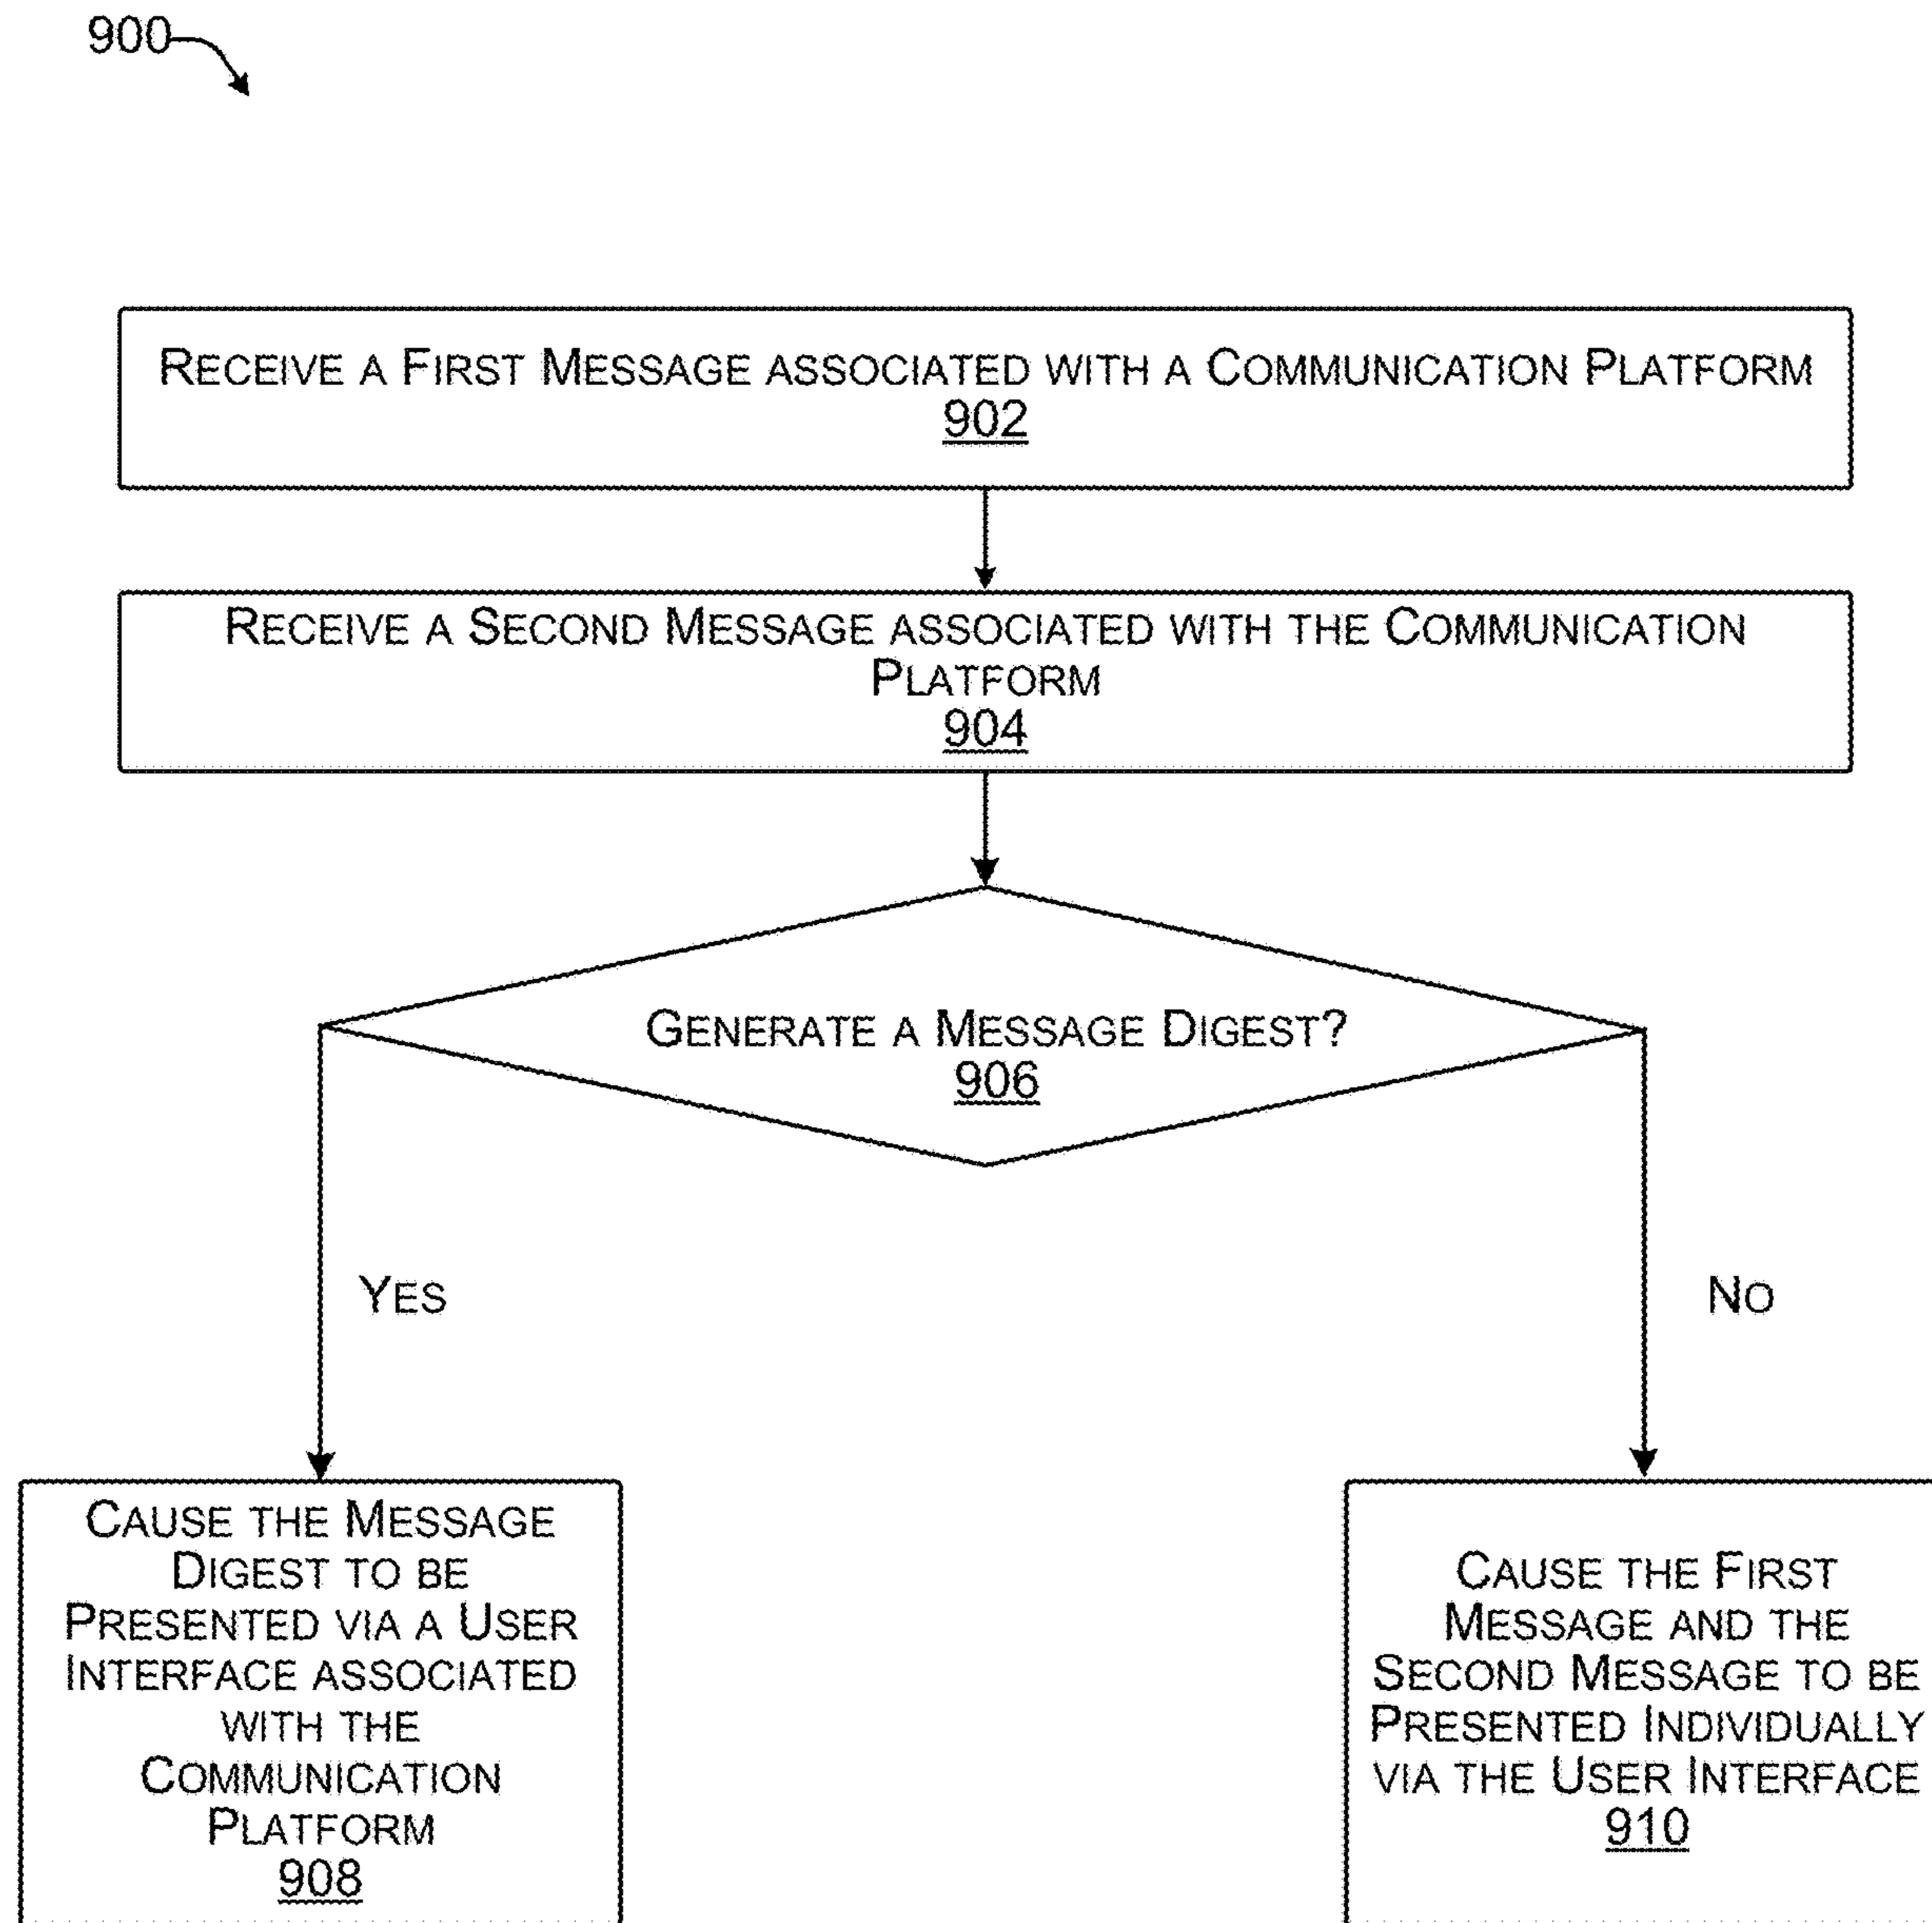 900
RECEIVE A FIRST MESSAGE ASSOCIATED WITH A COMMUNICATION PLATFORM
902
RECEIVE A SECOND MESSAGE ASSOCIATED WITH THE COMMUNICATION
PLATFORM
904
GENERATE A MESSAGE DIGEST?
906
YES
NO
CAUSE THE MESSAGE
DIGEST TO BE
PRESENTED VIA A USER
INTERFACE ASSOCIATED
WITH THE
COMMUNICATION
PLATFORM
908
CAUSE THE FIRST
MESSAGE AND THE
SECOND MESSAGE TO BE
PRESENTED INDIVIDUALLY
VIA THE USER INTERFACE
910